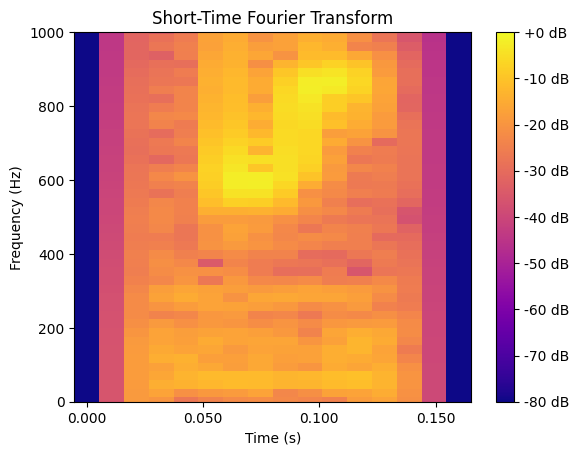 Short-Time Fourier Transform
1000
800
600
400
200
0
Frequency (Hz)
0.000
0.050
0.100
0.150
Time (s)
+0 dB
-10 dB
-20 dB
-30 dB
-40 dB
-50 dB
-60 dB
-70 dB
-80 dB